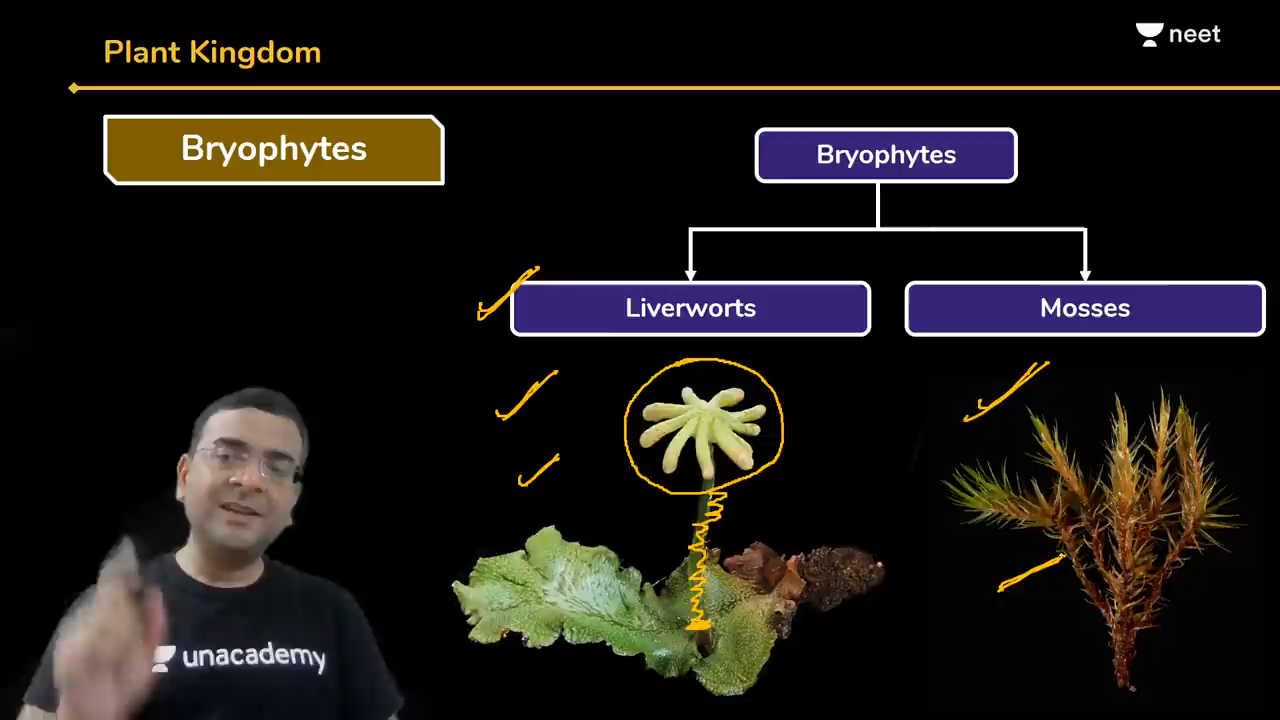 Plant Kingdom
neet
Bryophytes
Bryophytes
Liverworts
Mosses
unacademy